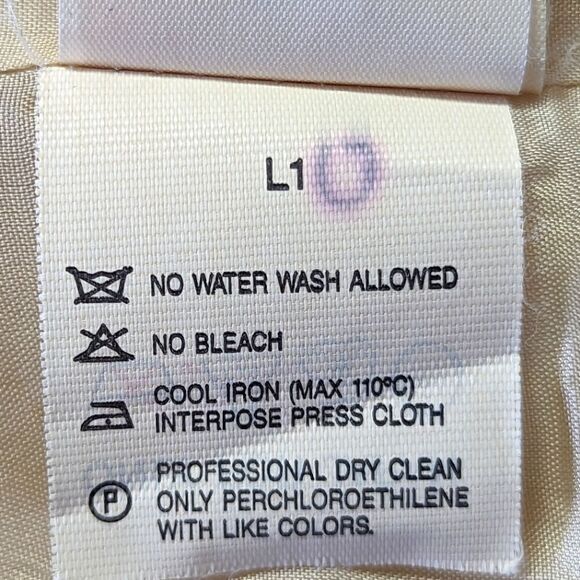 L1
NO WATER WASH ALLOWED
NO BLEACH
COOL IRON (MAX 110ºC)
INTERPOSE PRESS CLOTH
P
PROFESSIONAL DRY CLEAN
ONLY PERCHLOROETHILENE
WITH LIKE COLORS.